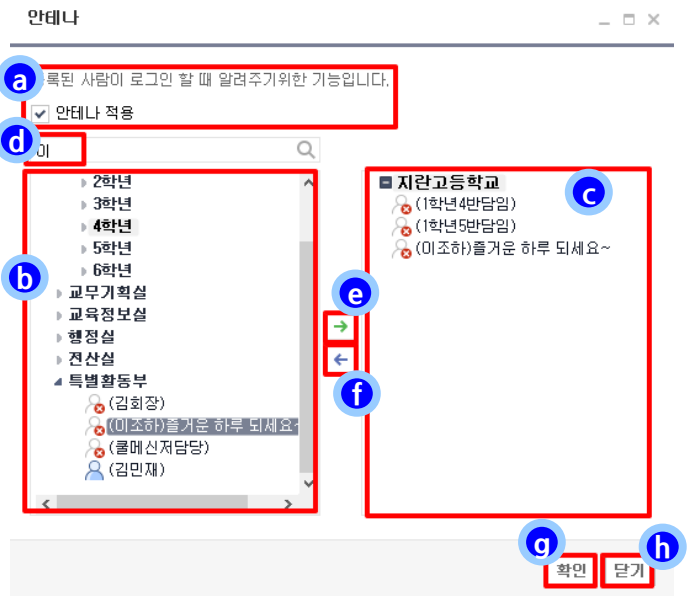 안테나
a
록된 사람이 로그인 할 때 알려주기위한 기능입니다.
안테나 적용
d
이
b
2학년
3학년
4학년
5학년
6학년
교무기획실
교육정보실
행정실
전산실
특별활동부
(김회장)
(이조하)즐거운 하루 되세요~
(쿨메신저담당)
(김민재)
e
f
c
지란고등학교
(1학년4반담임)
(1학년5반담임)
(이조하)즐거운 하루 되세요~
g
h
확인
닫기